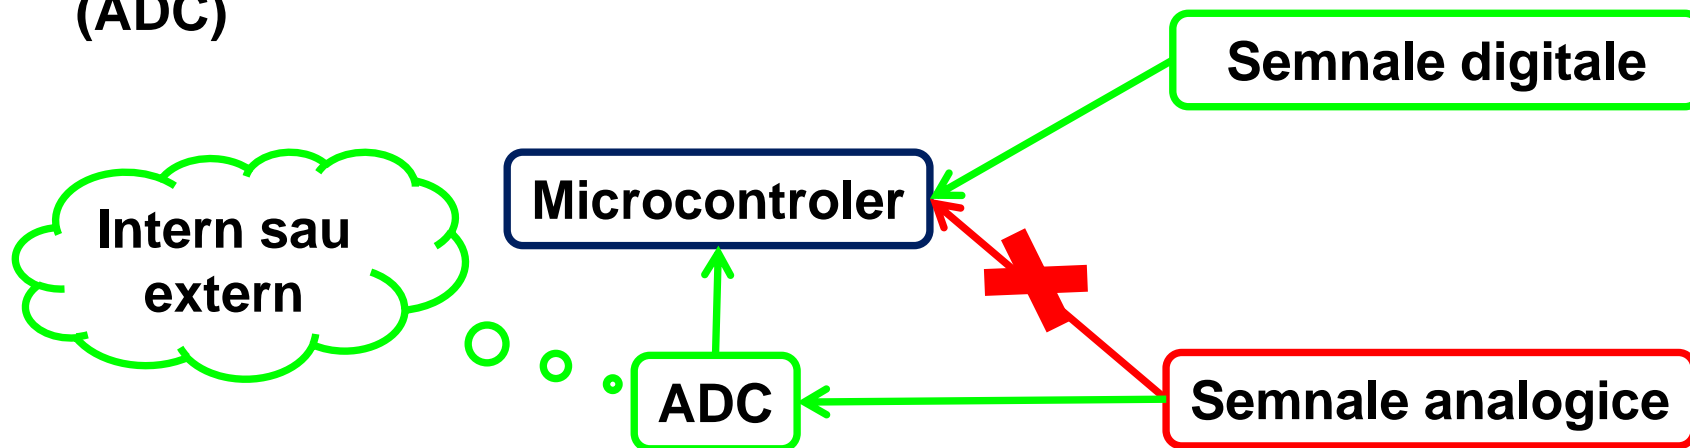 (ADC)
Semnale digitale
Microcontroler
Intern sau
extern
ADC
Semnale analogice